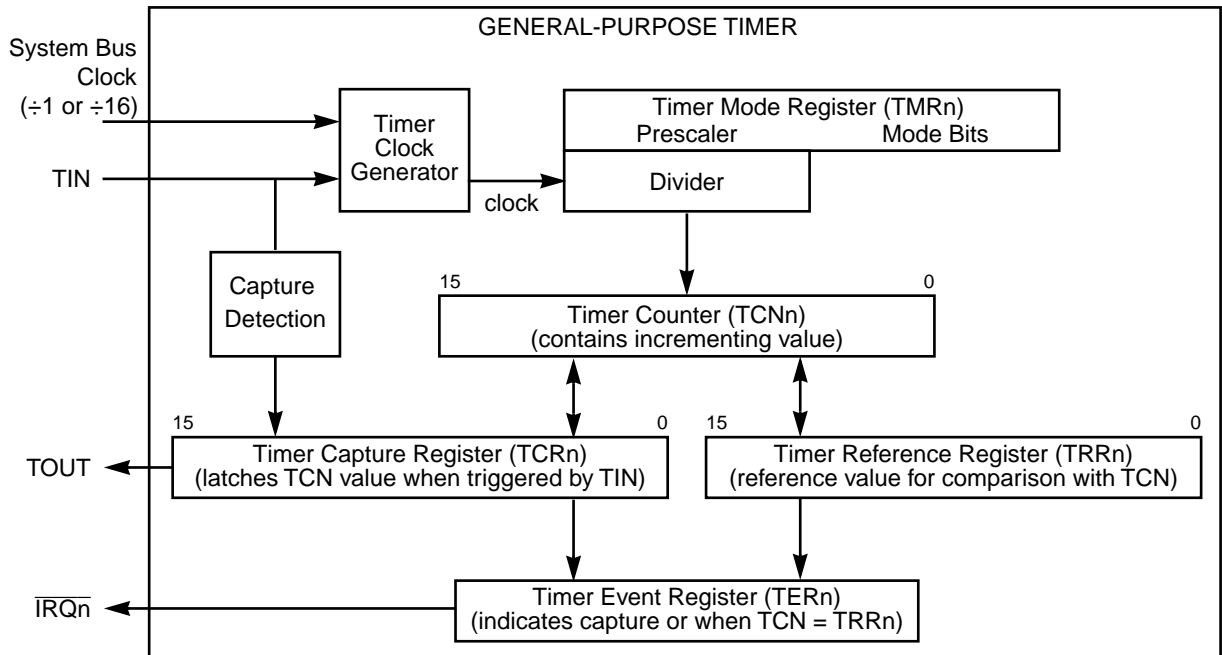 GENERAL-PURPOSE TIMER
System Bus
Clock
(÷1 or ÷16)
TIN
Timer
Clock
Generator
clock
Timer Mode Register (TMRn)
Prescaler Mode Bits
Divider
Capture
Detection
15 0
Timer Counter (TCNn)
(contains incrementing value)
15 0
Timer Capture Register (TCRn)
(latches TCN value when triggered by TIN)
15 0
Timer Reference Register (TRRn)
(reference value for comparison with TCN)
TOUT
Timer Event Register (TERn)
(indicates capture or when TCN = TRRn)
IRQn